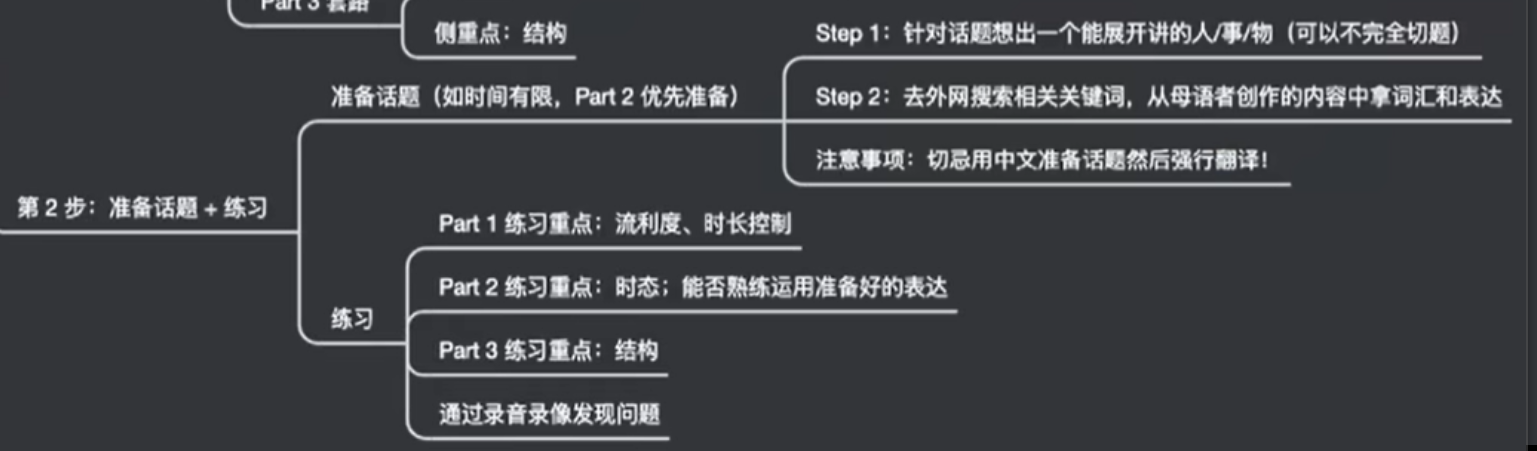 Part 3 套路
侧重点：结构
Step 1：针对话题想出一个能展开讲的人/事/物（可以不完全切题）
准备话题（如时间有限，Part 2 优先准备）
Step 2：去外网搜索相关关键词，从母语者创作的内容中拿词汇和表达
注意事项：切忌用中文准备话题然后强行翻译！
第 2 步：准备话题 + 练习
Part 1 练习重点：流利度、时长控制
Part 2 练习重点：时态；能否熟练运用准备好的表达
练习
Part 3 练习重点：结构
通过录音录像发现问题